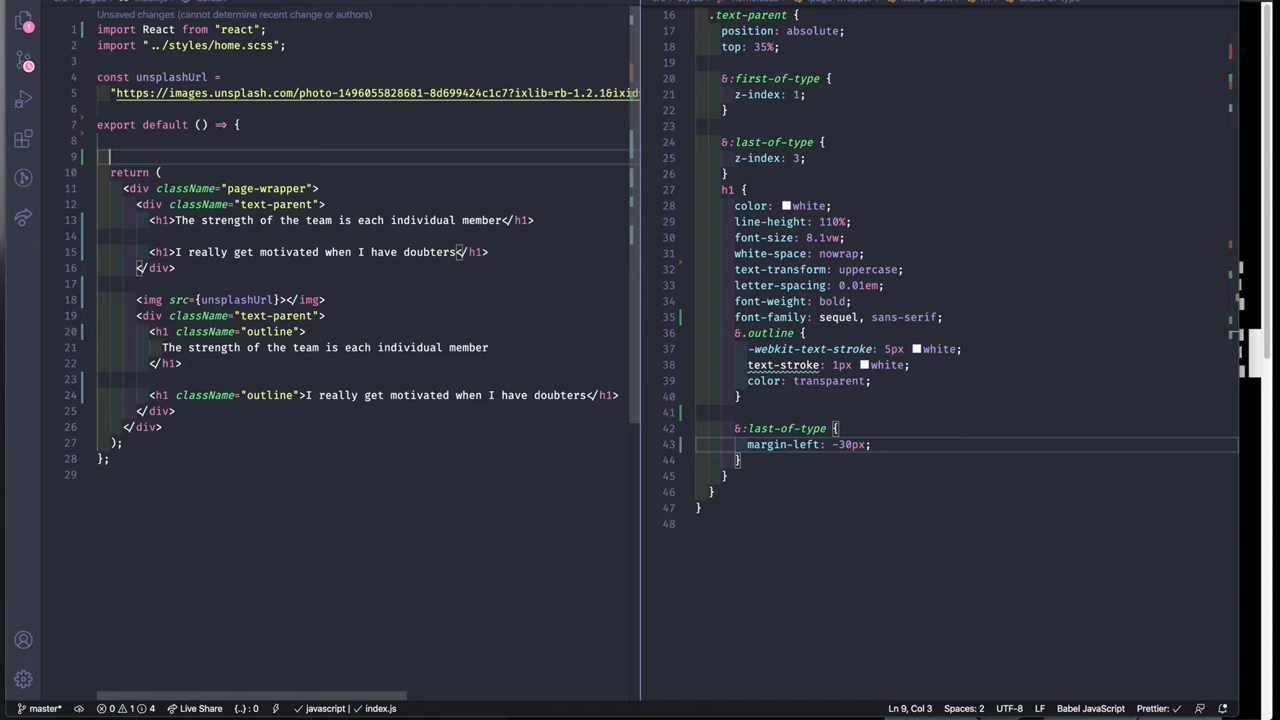 Unsaved changes (cannot determine recent change or authors)
1 import React from "react";
2 import "../styles/home.scss";
3
4 const unsplashUrl =
5 "https://images.unsplash.com/photo-1496055828681-8d699424c1c7?ixlib=rb-1.2.1&ixid
6
7 export default () ⇒ {
8
9
10 return (
11 <div className="page-wrapper">
12 <div className="text-parent">
13 <h1>The strength of the team is each individual member</h1>
14
15 <h1>I really get motivated when I have doubters</h1>
16 </div>
17
18 <img src={unsplashUrl}></img>
19 <div className="text-parent">
20 <h1 className="outline">
21 The strength of the team is each individual member
22 </h1>
23
24 <h1 className="outline">I really get motivated when I have doubters</h1>
25 </div>
26 </div>
27 );
28 };
29
16 .text-parent {
17 position: absolute;
18 top: 35%;
19
20 &:first-of-type {
21 z-index: 1;
22 }
23
24 &:last-of-type {
25 z-index: 3;
26 }
27 h1 {
28 color: white;
29 line-height: 110%;
30 font-size: 8.1vw;
31 white-space: nowrap;
32 text-transform: uppercase;
33 letter-spacing: 0.01em;
34 font-weight: bold;
35 font-family: sequel, sans-serif;
36 &.outline {
37 -webkit-text-stroke: 5px white;
38 text-stroke: 1px white;
39 color: transparent;
40 }
41
42 &:last-of-type {
43 margin-left: -30px;
44 }
45 }
46 }
47 }
48
master* 0 1 4 Live Share {..} : 0 javascript | index.js Ln 9, Col 3 Spaces: 2 UTF-8 LF Babel JavaScript Prettier: ✓